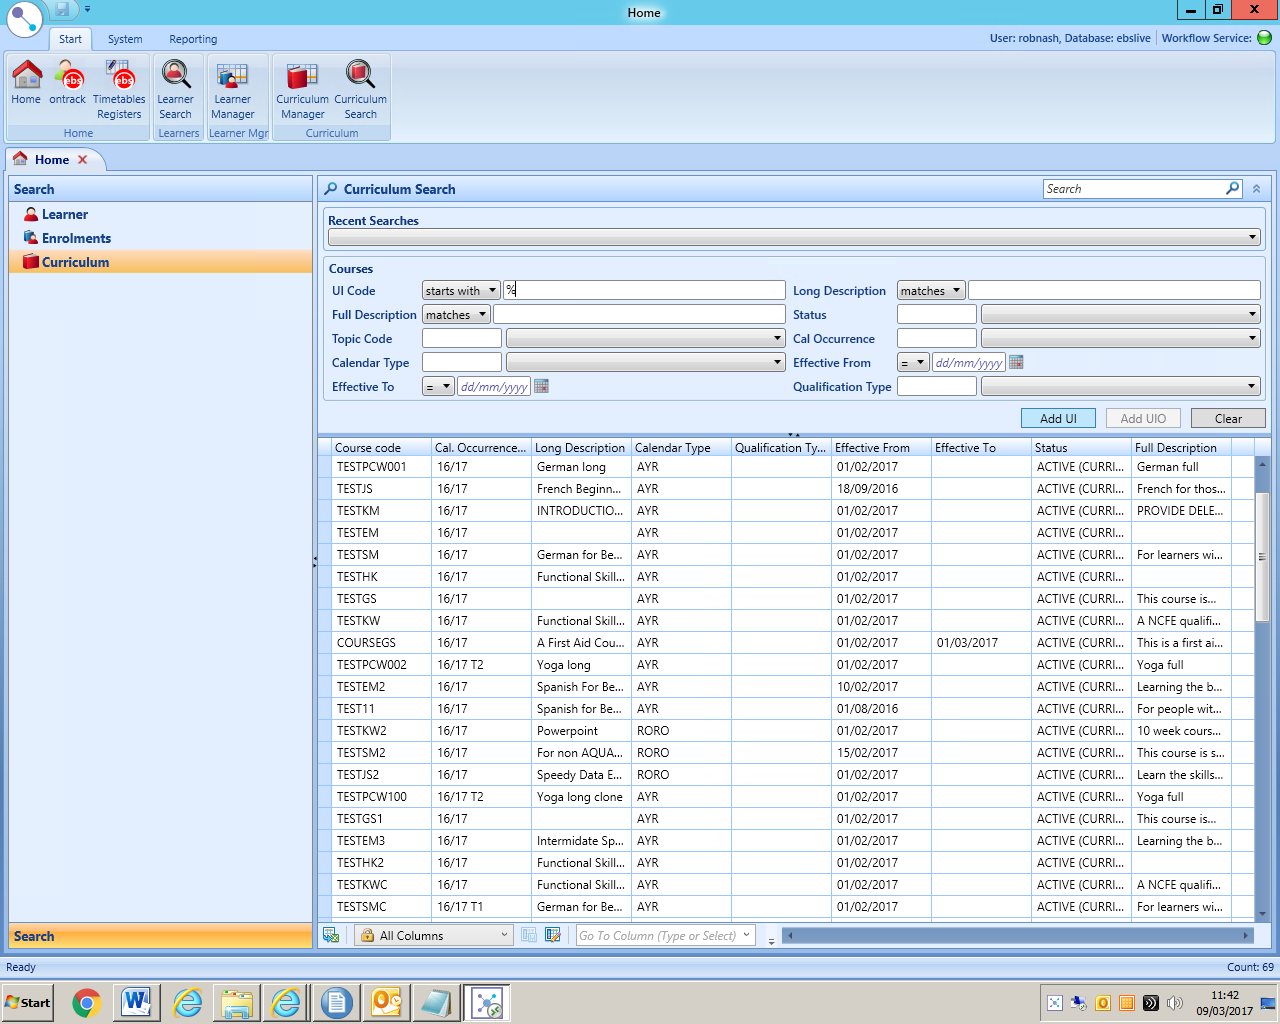 Home
Start System Reporting
User: robnash, Database: ebslive Workflow Service:
ebs ebs
Home ontrack Timetables Registers Learner Search Learner Manager Curriculum Manager Curriculum Search
Home Learners Learner Mgr Curriculum
Home
Search
Learner
Enrolments
Curriculum
Search
Curriculum Search Search
Recent Searches
Courses
UI Code starts with % Long Description matches
Full Description matches Status
Topic Code Cal Occurrence
Calendar Type Effective From = dd/mm/yyyy
Effective To = dd/mm/yyyy Qualification Type
Add UI Add UIO Clear
Course code Cal. Occurrence... Long Description Calendar Type Qualification Ty... Effective From Effective To Status Full Description
TESTPCW001 16/17 German long AYR 01/02/2017 ACTIVE (CURRI... German full
TESTJS 16/17 French Beginn... AYR 18/09/2016 ACTIVE (CURRI... French for thos...
TESTKM 16/17 INTRODUCTIO... AYR 01/02/2017 ACTIVE (CURRI... PROVIDE DELE...
TESTEM 16/17 AYR 01/02/2017 ACTIVE (CURRI...
TESTSM 16/17 German for Be... AYR 01/02/2017 ACTIVE (CURRI... For learners wi...
TESTHK 16/17 Functional Skill... AYR 01/02/2017 ACTIVE (CURRI...
TESTGS 16/17 AYR 01/02/2017 ACTIVE (CURRI... This course is...
TESTKW 16/17 Functional Skill... AYR 01/02/2017 ACTIVE (CURRI... A NCFE qualifi...
COURSEGS 16/17 A First Aid Cou... AYR 01/02/2017 01/03/2017 ACTIVE (CURRI... This is a first ai...
TESTPCW002 16/17 T2 Yoga long AYR 01/02/2017 ACTIVE (CURRI... Yoga full
TESTEM2 16/17 Spanish For Be... AYR 10/02/2017 ACTIVE (CURRI... Learning the b...
TEST11 16/17 Spanish for Be... AYR 01/08/2016 ACTIVE (CURRI... For people wit...
TESTKW2 16/17 Powerpoint RORO 01/02/2017 ACTIVE (CURRI... 10 week cours...
TESTSM2 16/17 For non AQUA... RORO 15/02/2017 ACTIVE (CURRI... This course is s...
TESTJS2 16/17 Speedy Data E... RORO 01/02/2017 ACTIVE (CURRI... Learn the skills...
TESTPCW100 16/17 T2 Yoga long clone AYR 01/02/2017 ACTIVE (CURRI... Yoga full
TESTGS1 16/17 AYR 01/02/2017 ACTIVE (CURRI... This course is...
TESTEM3 16/17 Intermidate Sp... AYR 01/02/2017 ACTIVE (CURRI... Learning the b...
TESTHK2 16/17 Functional Skill... AYR 01/02/2017 ACTIVE (CURRI...
TESTKWC 16/17 Functional Skill... AYR 01/02/2017 ACTIVE (CURRI... A NCFE qualifi...
TESTSMC 16/17 T1 German for Be... AYR 01/02/2017 ACTIVE (CURRI... For learners wi...
All Columns Go To Column (Type or Select)
Ready Count: 69
Start 11:42
09/03/2017